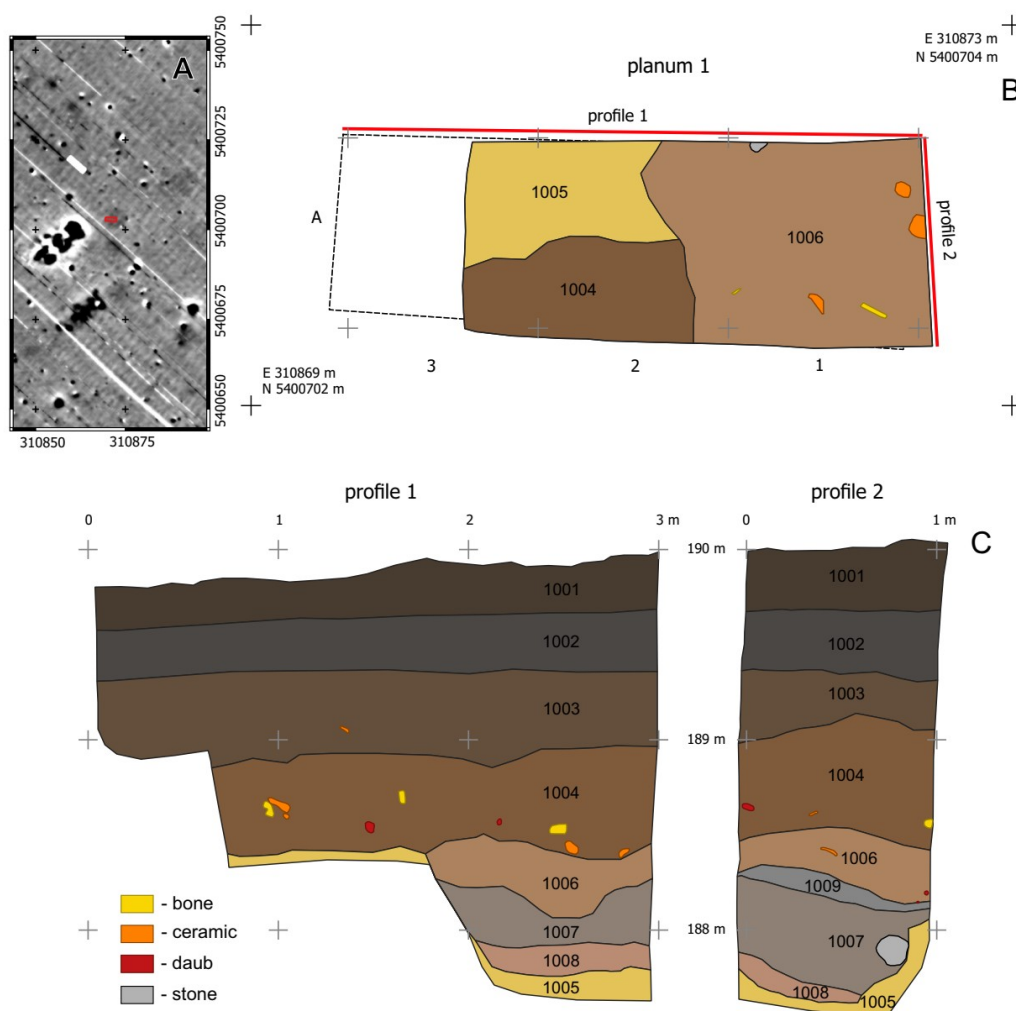 A
5400750
5400725
5400700
5400675
5400650
310850
310875
E 310873 m
N 5400704 m
planum 1
B
profile 1
profile 2
A
1005
1004
1006
3
2
1
E 310869 m
N 5400702 m
profile 1
profile 2
0
1
2
3 m
190 m
0
1 m
C
1001
1001
1002
1002
1003
1003
189 m
1004
1004
1006
1006
1009
1007
1007
188 m
1008
1008
1005
1005
- bone
- ceramic
- daub
- stone